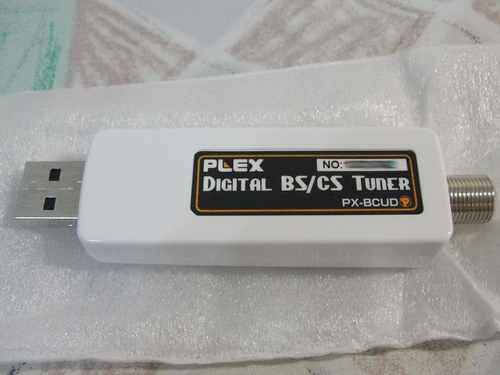 PLEX
NO:
DIGITAL BS/CS TUNER
PX-BCUD P